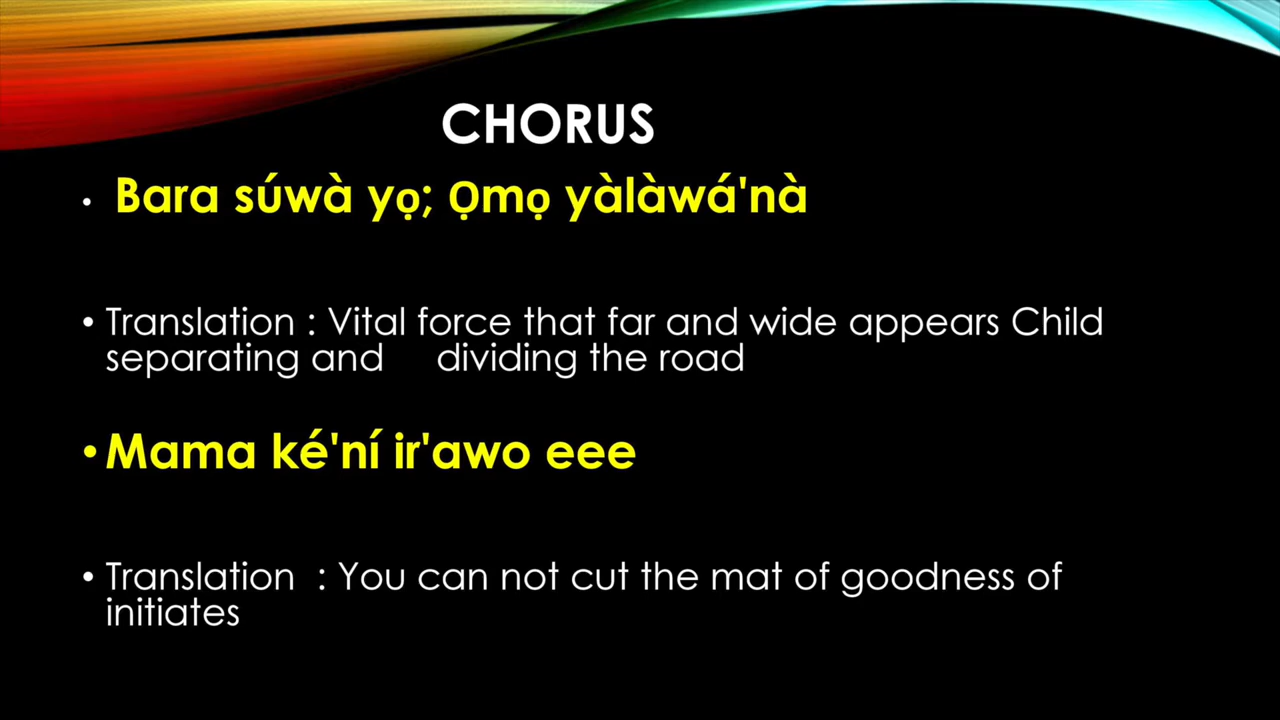 CHORUS
• Bara súwà yọ; Ọmọ yàlàwá'nà
• Translation : Vital force that far and wide appears Child
separating and dividing the road
• Mama ké'ní ir'awo eee
• Translation : You can not cut the mat of goodness of
initiates